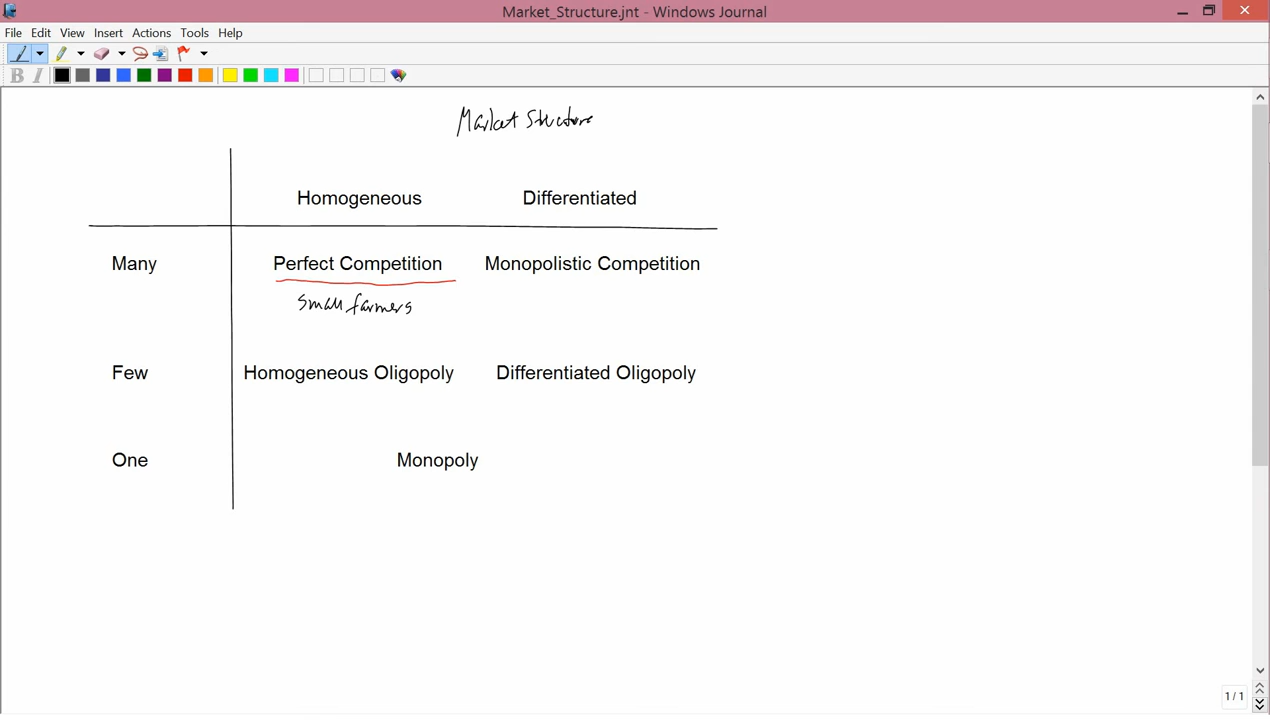 Market_Structure.jnt - Windows Journal
File Edit View Insert Actions Tools Help
B I
Market Structure
Homogeneous Differentiated
Many Perfect Competition Monopolistic Competition
Small farmers
Few Homogeneous Oligopoly Differentiated Oligopoly
One Monopoly
1 / 1